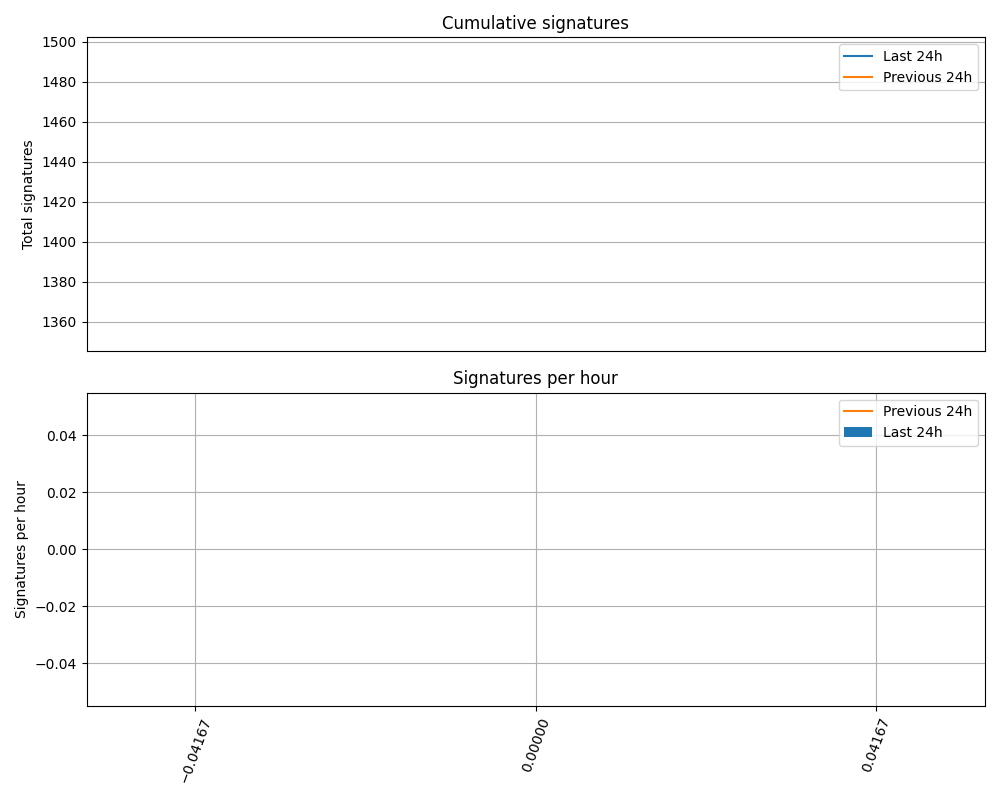 Cumulative signatures
1500
1480
1460
1440
1420
1400
1380
1360
Total signatures
Last 24h
Previous 24h
Signatures per hour
0.04
0.02
0.00
−0.02
−0.04
Signatures per hour
Previous 24h
Last 24h
−0.04167
0.00000
0.04167